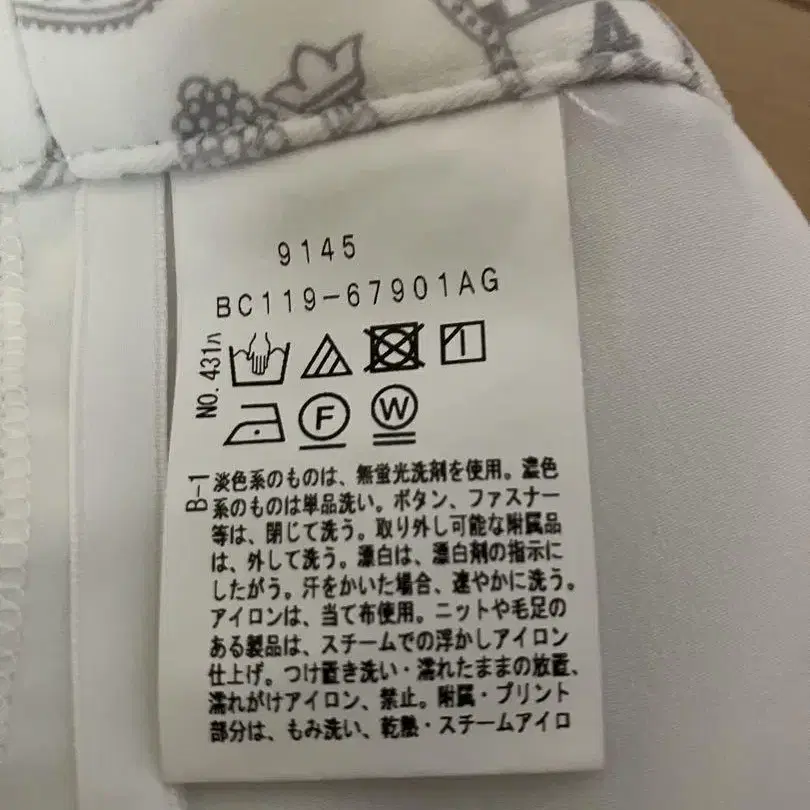 9145
BC119-67901AG
NO. 431ハ
F
W
B-1
淡色系のものは、無蛍光洗剤を使用。濃色
系のものは単品洗い。ボタン、ファスナー
等は、閉じて洗う。取り外し可能な附属品
は、外して洗う。漂白は、漂白剤の指示に
したがう。汗をかいた場合、速やかに洗う。
アイロンは、当て布使用。ニットや毛足の
ある製品は、スチームでの浮かしアイロン
仕上げ。つけ置き洗い・濡れたままの放置、
濡れがけアイロン、禁止。附属・プリント
部分は、もみ洗い、乾熱・スチームアイロ